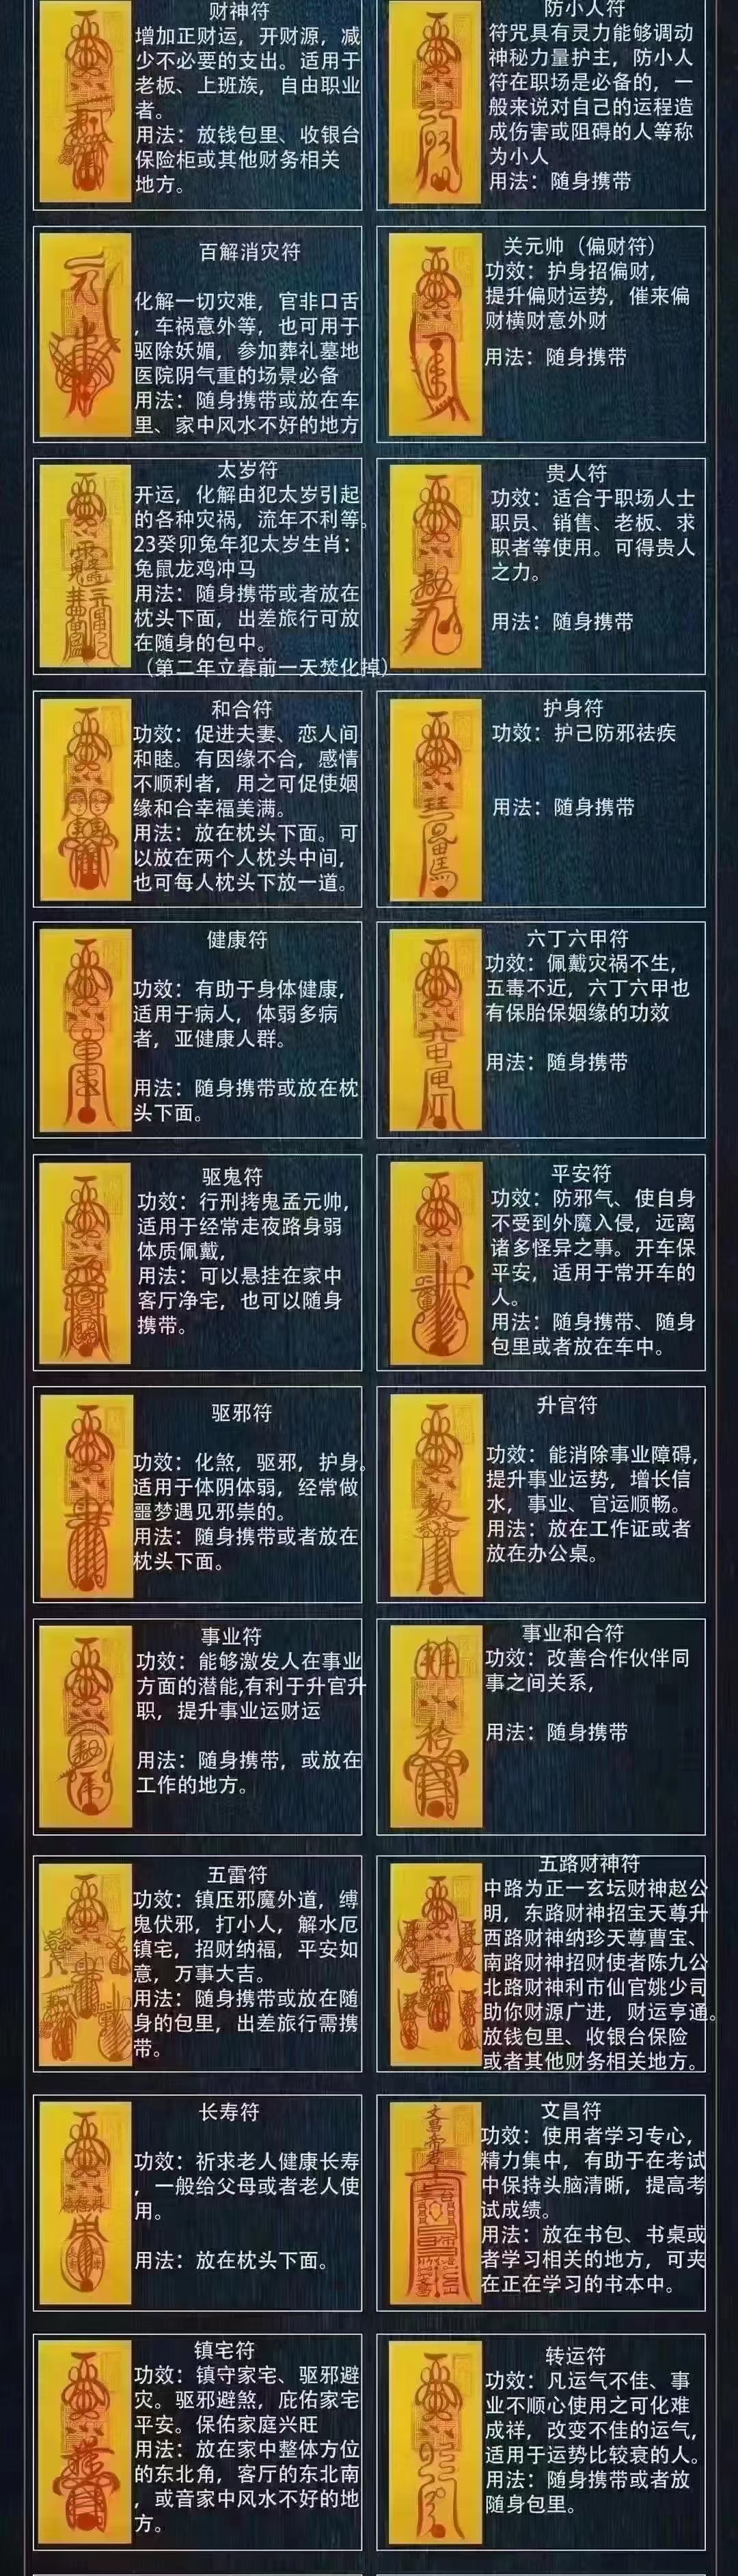 财神符
增加正财运，开财源，减
少不必要的支出。适用于
老板、上班族，自由职业
者。
用法：放钱包里、收银台
保险柜或其他财务相关
地方。
防小人符
符咒具有灵力能够调动
神秘力量护主，防小人
符在职场是必备的，一
般来说对自己的运程造
成伤害或阻碍的人等称
为小人
用法：随身携带
百解消灾符
化解一切灾难，官非口舌
，车祸意外等，也可用于
驱除妖媚，参加葬礼墓地
医院阴气重的场景必备
用法：随身携带或放在车
里、家中风水不好的地方
关元帅（偏财符）
功效：护身招偏财，
提升偏财运势，催来偏
财横财意外财
用法：随身携带
太岁符
开运，化解由犯太岁引起
的各种灾祸，流年不利等。
23癸卯兔年犯太岁生肖：
兔鼠龙鸡冲马
用法：随身携带或者放在
枕头下面，出差旅行可放
在随身的包中。
（第二年立春前一天焚化掉）
贵人符
功效：适合于职场人士
职员、销售、老板、求
职者等使用。可得贵人
之力。
用法：随身携带
和合符
功效：促进夫妻、恋人间
和睦。有因缘不合，感情
不顺利者，用之可促使姻
缘和合幸福美满。
用法：放在枕头下面。可
以放在两个人枕头中间，
也可每人枕头下放一道。
护身符
功效：护己防邪祛疾
用法：随身携带
健康符
功效：有助于身体健康，
适用于病人，体弱多病
者，亚健康人群。
用法：随身携带或放在枕
头下面。
六丁六甲符
功效：佩戴灾祸不生，
五毒不近，六丁六甲也
有保胎保姻缘的功效
用法：随身携带
驱鬼符
功效：行刑拷鬼孟元帅，
适用于经常走夜路身弱
体质佩戴，
用法：可以悬挂在家中
客厅净宅，也可以随身
携带。
平安符
功效：防邪气、使自身
不受到外魔入侵，远离
诸多怪异之事。开车保
平安，适用于常开车的
人。
用法：随身携带、随身
包里或者放在车中。
驱邪符
功效：化煞，驱邪，护身。
适用于体阴体弱，经常做
噩梦遇见邪祟的。
用法：随身携带或者放在
枕头下面。
升官符
功效：能消除事业障碍，
提升事业运势，增长信
水，事业、官运顺畅。
用法：放在工作证或者
放在办公桌。
事业符
功效：能够激发人在事业
方面的潜能,有利于升官升
职，提升事业运财运
用法：随身携带，或放在
工作的地方。
事业和合符
功效：改善合作伙伴同
事之间关系，
用法：随身携带
五雷符
功效：镇压邪魔外道，缚
鬼伏邪，打小人，解水厄
镇宅，招财纳福，平安如
意，万事大吉。
用法：随身携带或放在随
身的包里，出差旅行需携
带。
五路财神符
中路为正一玄坛财神赵公
明，东路财神招宝天尊升
西路财神纳珍天尊曹宝、
南路财神招财使者陈九公
北路财神利市仙官姚少司
助你财源广进，财运亨通。
放钱包里、收银台保险
或者其他财务相关地方。
长寿符
功效：祈求老人健康长寿
，一般给父母或者老人使
用。
用法：放在枕头下面。
文昌符
功效：使用者学习专心，
精力集中，有助于在考试
中保持头脑清晰，提高考
试成绩。
用法：放在书包、书桌或
者学习相关的地方，可夹
在正在学习的书本中。
镇宅符
功效：镇守家宅、驱邪避
灾。驱邪避煞，庇佑家宅
平安。保佑家庭兴旺
用法：放在家中整体方位
的东北角，客厅的东北南
，或音家中风水不好的地
方。
转运符
功效：凡运气不佳、事
业不顺心使用之可化难
成祥，改变不佳的运气，
适用于运势比较衰的人。
用法：随身携带或者放
随身包里。